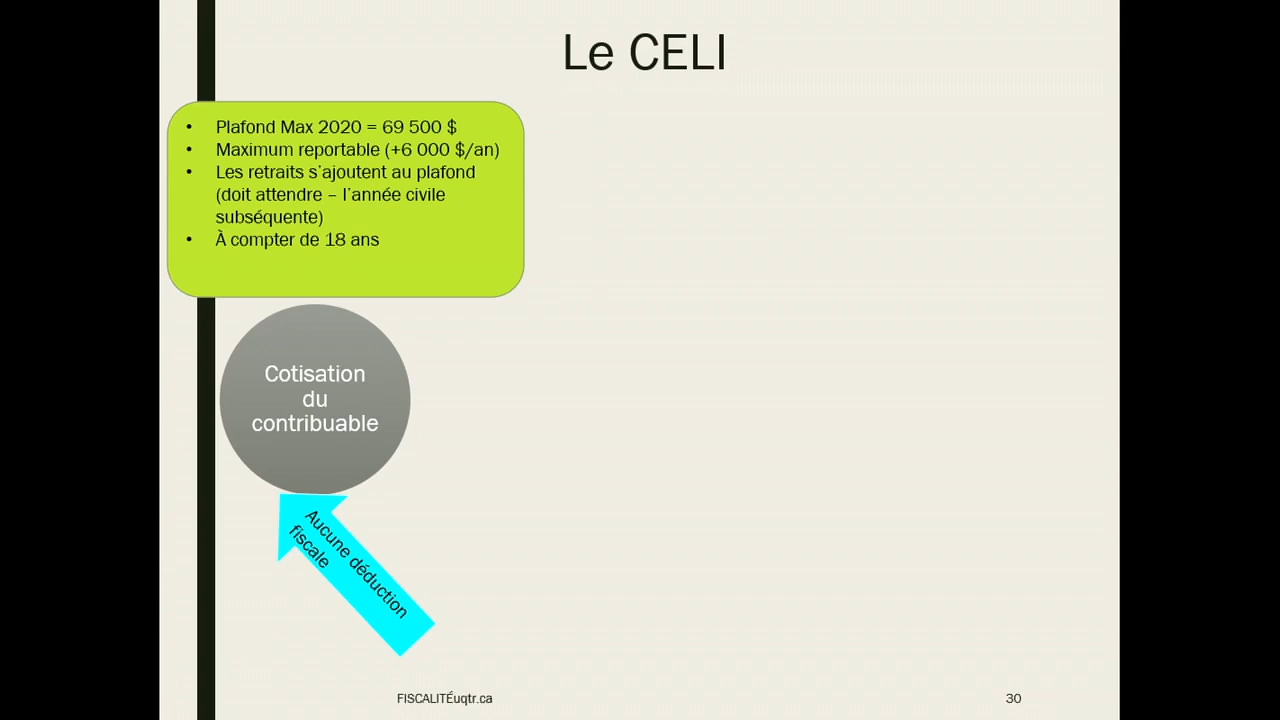 Le CELI
• Plafond Max 2020 = 69 500 $
• Maximum reportable (+6 000 $/an)
• Les retraits s'ajoutent au plafond
(doit attendre – l'année civile
subséquente)
• À compter de 18 ans
Cotisation
du
contribuable
Aucune déduction
fiscale
FISCALITÉuqtr.ca
30